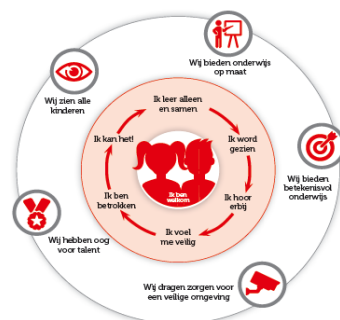 Wij bieden onderwijs
op maat
Wij zien alle
kinderen
Ik leer alleen
en samen
Ik kan het!
Ik word
gezien
Ik ben
welkom
Wij bieden
betekenisvol
onderwijs
Ik ben
betrokken
Ik hoor
erbij
Ik voel
me veilig
Wij hebben oog
voor talent
Wij dragen zorgen voor
een veilige omgeving